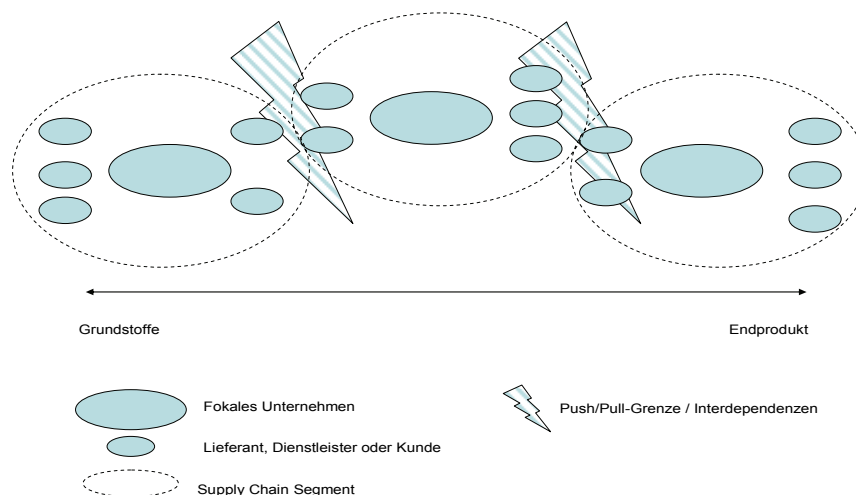 Grundstoffe
Endprodukt
Fokales Unternehmen
Push/Pull-Grenze / Interdependenzen
Lieferant, Dienstleister oder Kunde
Supply Chain Segment